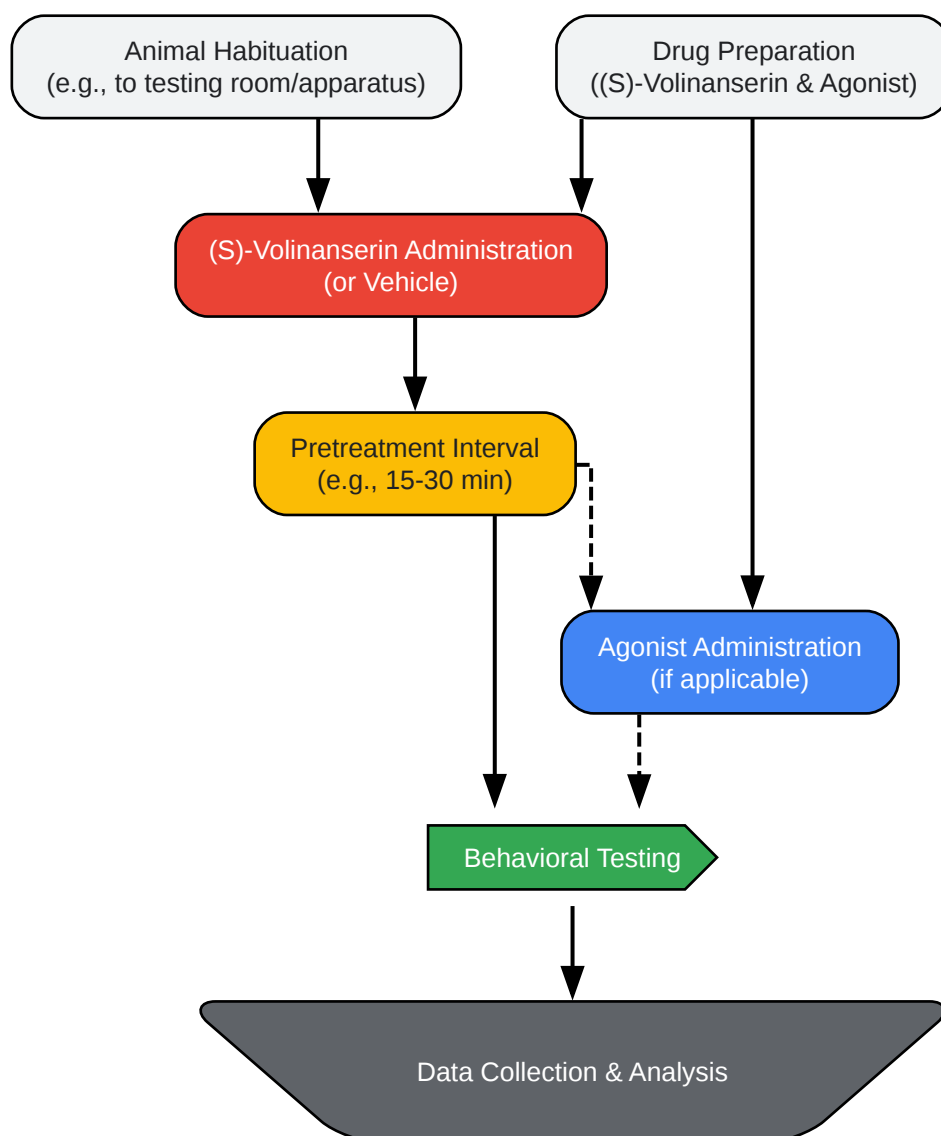 Animal Habituation
(e.g., to testing room/apparatus)
Drug Preparation
((S)-Volinanserin & Agonist)
(S)-Volinanserin Administration
(or Vehicle)
Pretreatment Interval
(e.g., 15-30 min)
Agonist Administration
(if applicable)
Behavioral Testing
Data Collection & Analysis